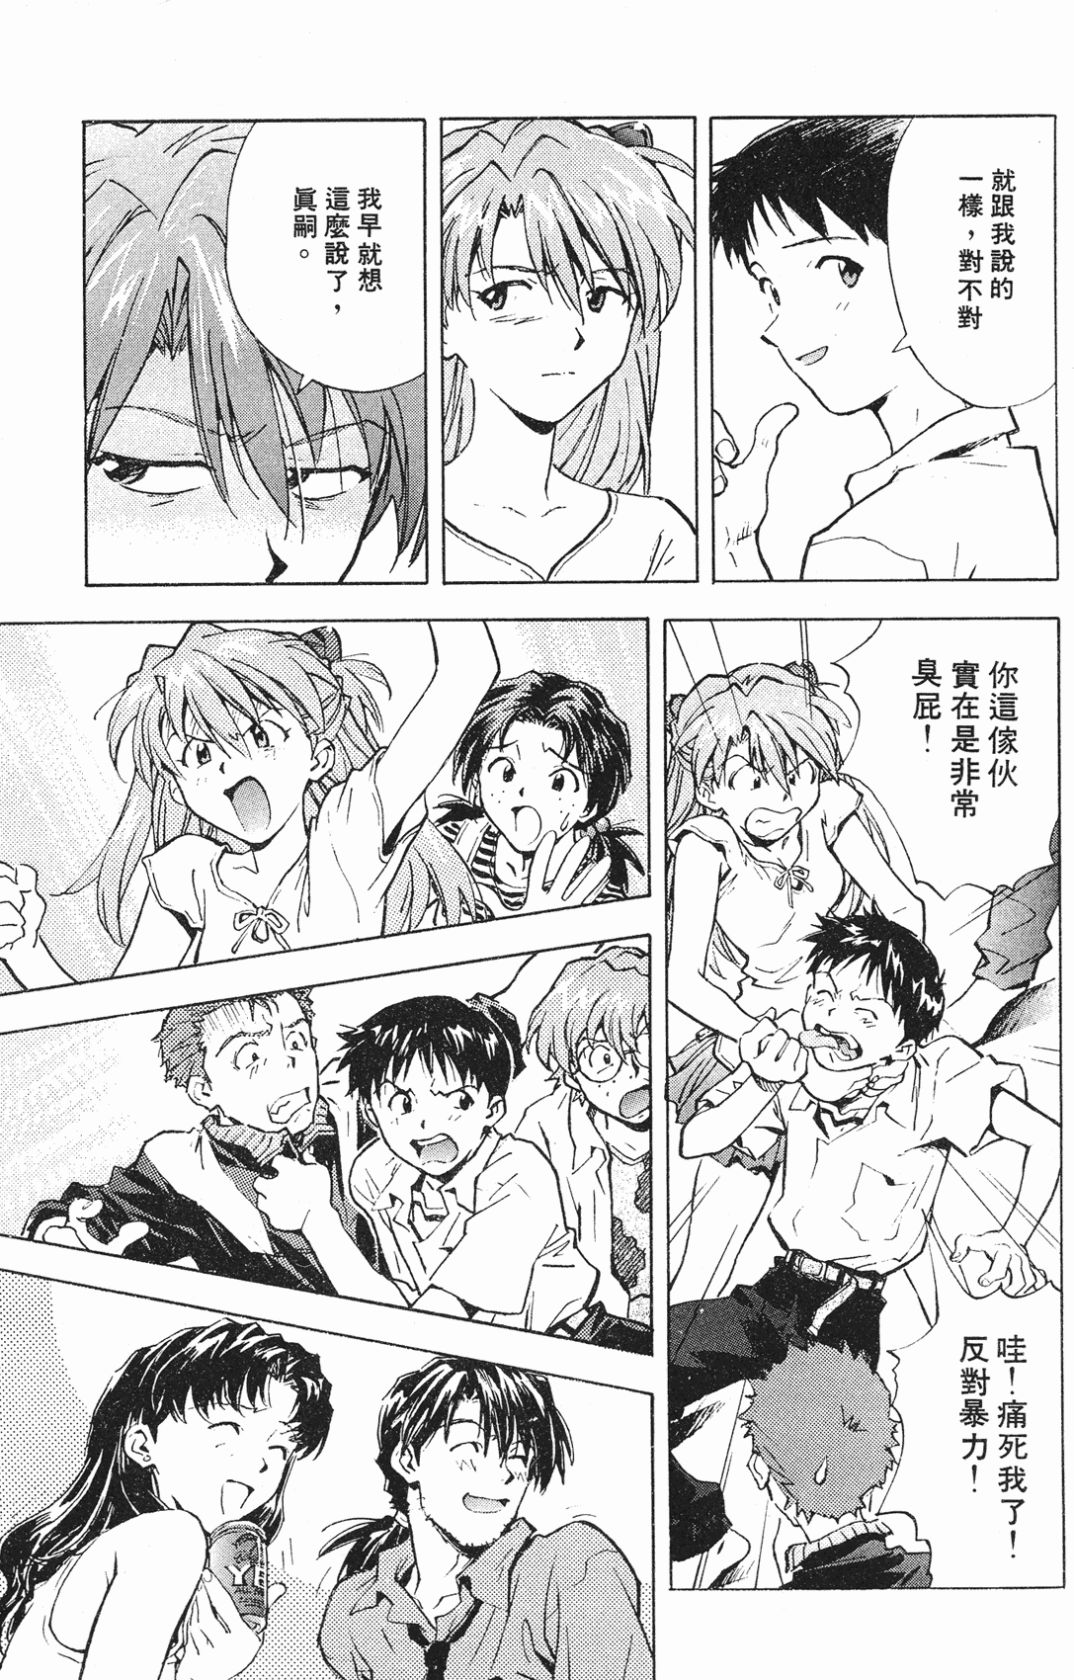 就跟我說的
一樣，對不對
我早就想
這麼說了，
眞嗣。
你這傢伙
實在是非常
臭屁！
哇！痛死我了！
反對暴力！
Y